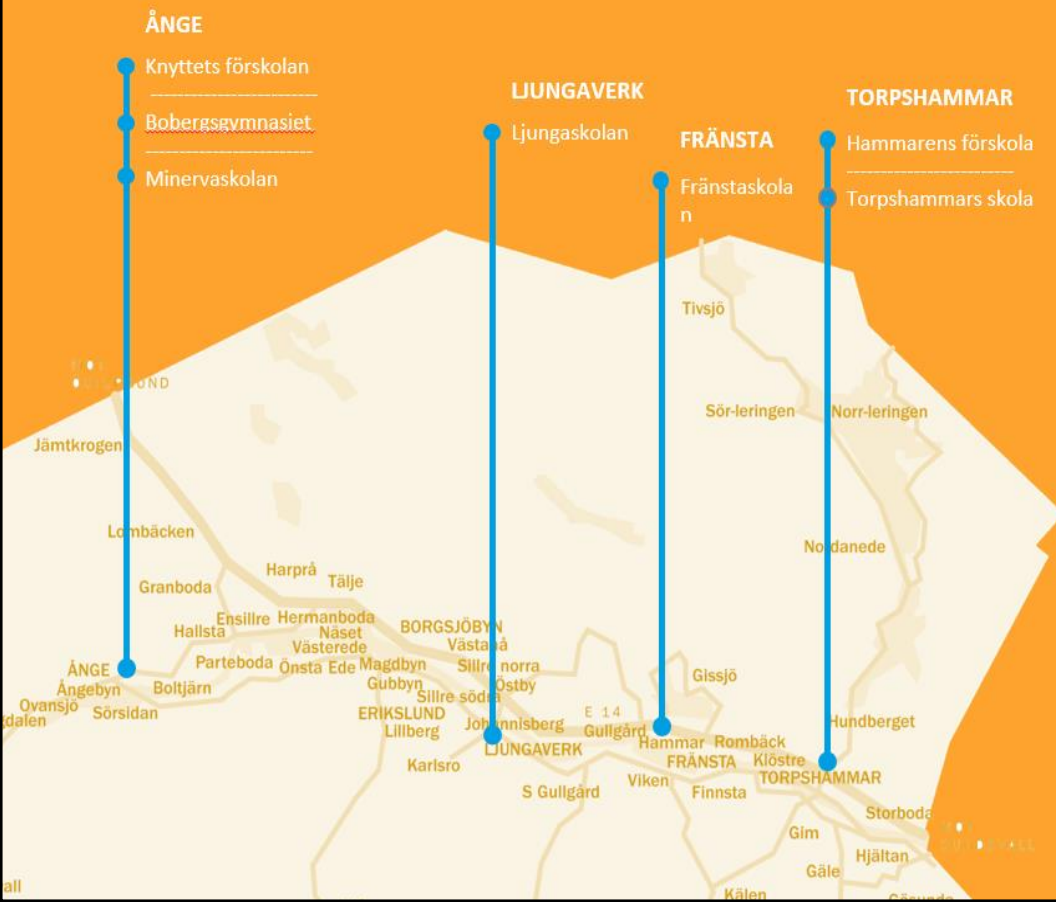 ÅNGE
Knyttets förskolan
Bobergsgymnasiet
Minervaskolan
LJUNGAVERK
Ljungaskolan
FRÄNSTA
Fränstaskola
n
TORPSHAMMAR
Hammarens förskola
Torpshammars skola
Tivsjö
Sör-leringen
Norr-leringen
Jämtkrogen
Lombäcken
Nordanede
Harprå
Tälje
Granboda
Ensillre
Hermanboda
Hallsta
Näset
BORGSJÖBYN
Västerede
Västanå
Parteboda
Önsta
Ede
Magdbyn
Sillre norra
ÅNGE
Ångebyn
Boltjärn
Gubbyn
Östby
Gissjö
Sillre södra
Ovansjö
Sörsidan
ERIKSLUND
Johannisberg
E 14
Gullgård
Hundberget
gdalen
Lillberg
LJUNGAVERK
Hammar
Rombäck
Karlsro
FRÄNSTA
Klöstre
TORPSHAMMAR
S Gullgård
Viken
Finnsta
Storboda
Gim
Hjältan
Gäle
all
Kälen